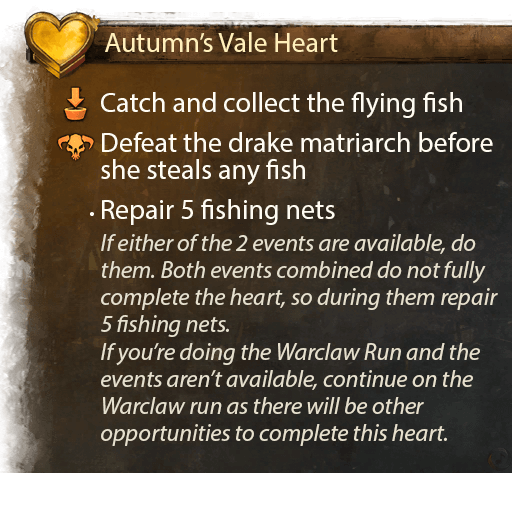 Autumn's Vale Heart
Catch and collect the flying fish
Defeat the drake matriarch before
she steals any fish
• Repair 5 fishing nets
If either of the 2 events are available, do
them. Both events combined do not fully
complete the heart, so during them repair
5 fishing nets.
If you're doing the Warclaw Run and the
events aren't available, continue on the
Warclaw run as there will be other
opportunities to complete this heart.